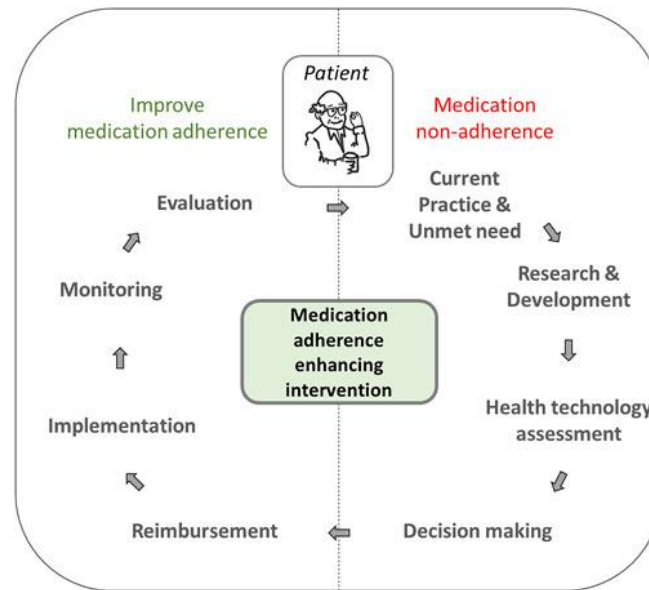 Patient
Improve
medication adherence
Medication
non-adherence
Evaluation
Current
Practice &
Unmet need
Research &
Development
Monitoring
Medication
adherence
enhancing
intervention
Implementation
Health technology
assessment
Reimbursement
Decision making